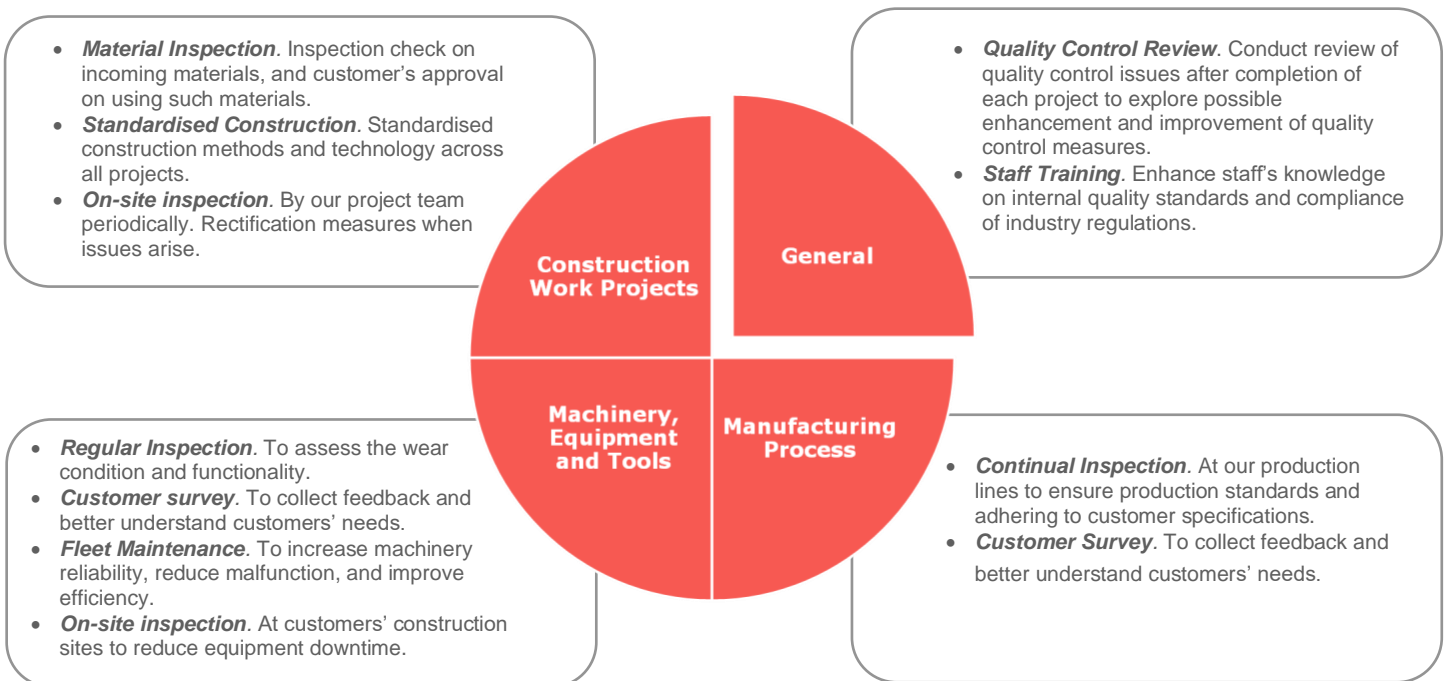 • Material Inspection. Inspection check on
incoming materials, and customer's approval
on using such materials.
• Standardised Construction. Standardised
construction methods and technology across
all projects.
• On-site inspection. By our project team
periodically. Rectification measures when
issues arise.
• Quality Control Review. Conduct review of
quality control issues after completion of
each project to explore possible
enhancement and improvement of quality
control measures.
• Staff Training. Enhance staff's knowledge
on internal quality standards and compliance
of industry regulations.
Construction
Work Projects
General
Machinery,
Equipment
and Tools
Manufacturing
Process
• Regular Inspection. To assess the wear
condition and functionality.
• Customer survey. To collect feedback and
better understand customers' needs.
• Fleet Maintenance. To increase machinery
reliability, reduce malfunction, and improve
efficiency.
• On-site inspection. At customers' construction
sites to reduce equipment downtime.
• Continual Inspection. At our production
lines to ensure production standards and
adhering to customer specifications.
• Customer Survey. To collect feedback and
better understand customers' needs.